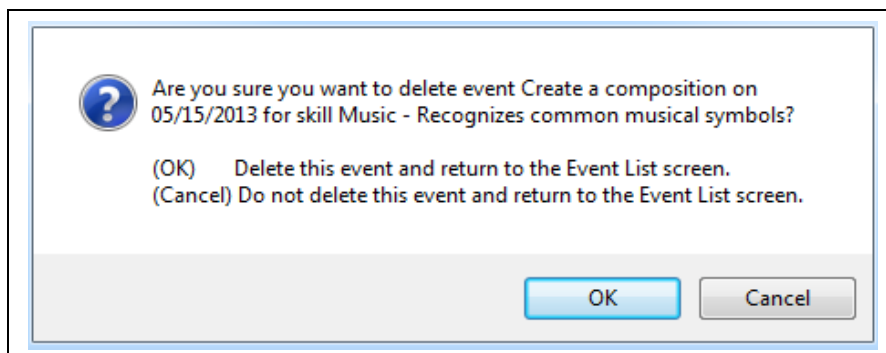 Are you sure you want to delete event Create a composition on
05/15/2013 for skill Music - Recognizes common musical symbols?
(OK) Delete this event and return to the Event List screen.
(Cancel) Do not delete this event and return to the Event List screen.
OK Cancel